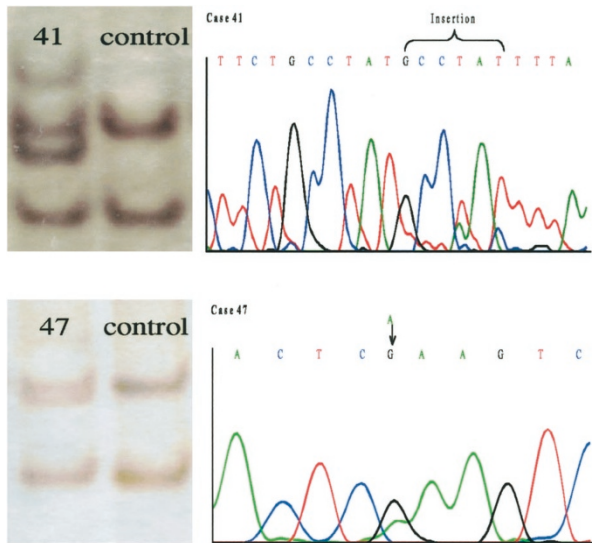 41 control
Case 41
Insertion
T T C T G C C T A T G C C T A T T T T A
47 control
Case 47
A
A C T C G A A G T C